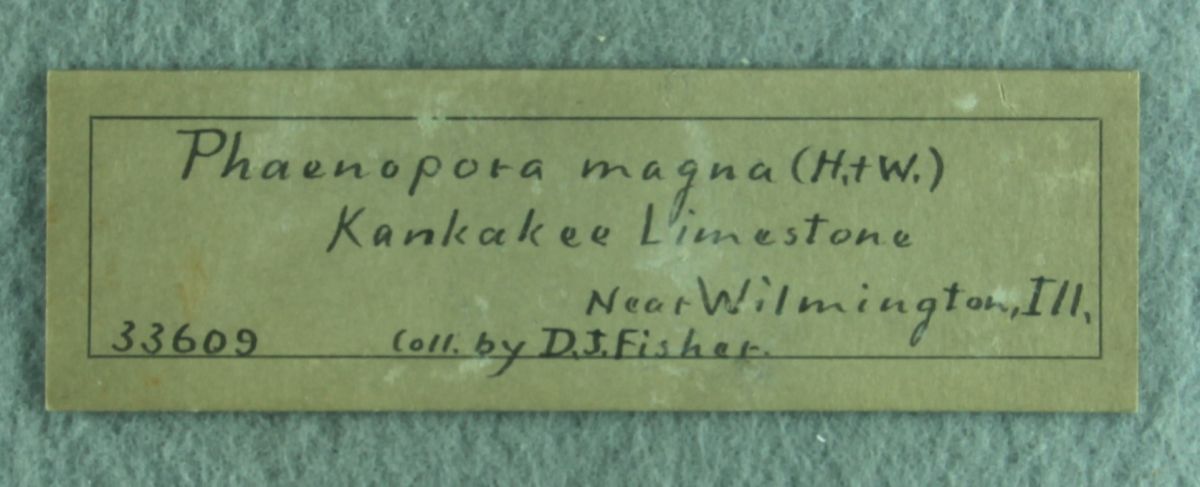 Phaenopora magna (H.+W.)
Kankakee Limestone
Near Wilmington, Ill.
33609 Coll. by D.J. Fisher.